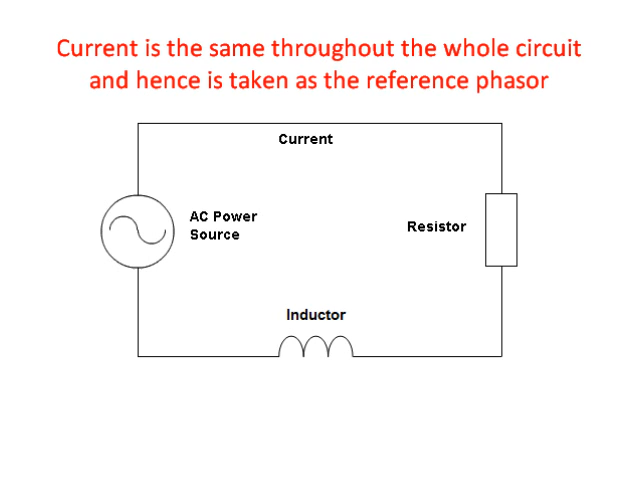 Current is the same throughout the whole circuit
and hence is taken as the reference phasor
Current
AC Power
Source
Resistor
Inductor